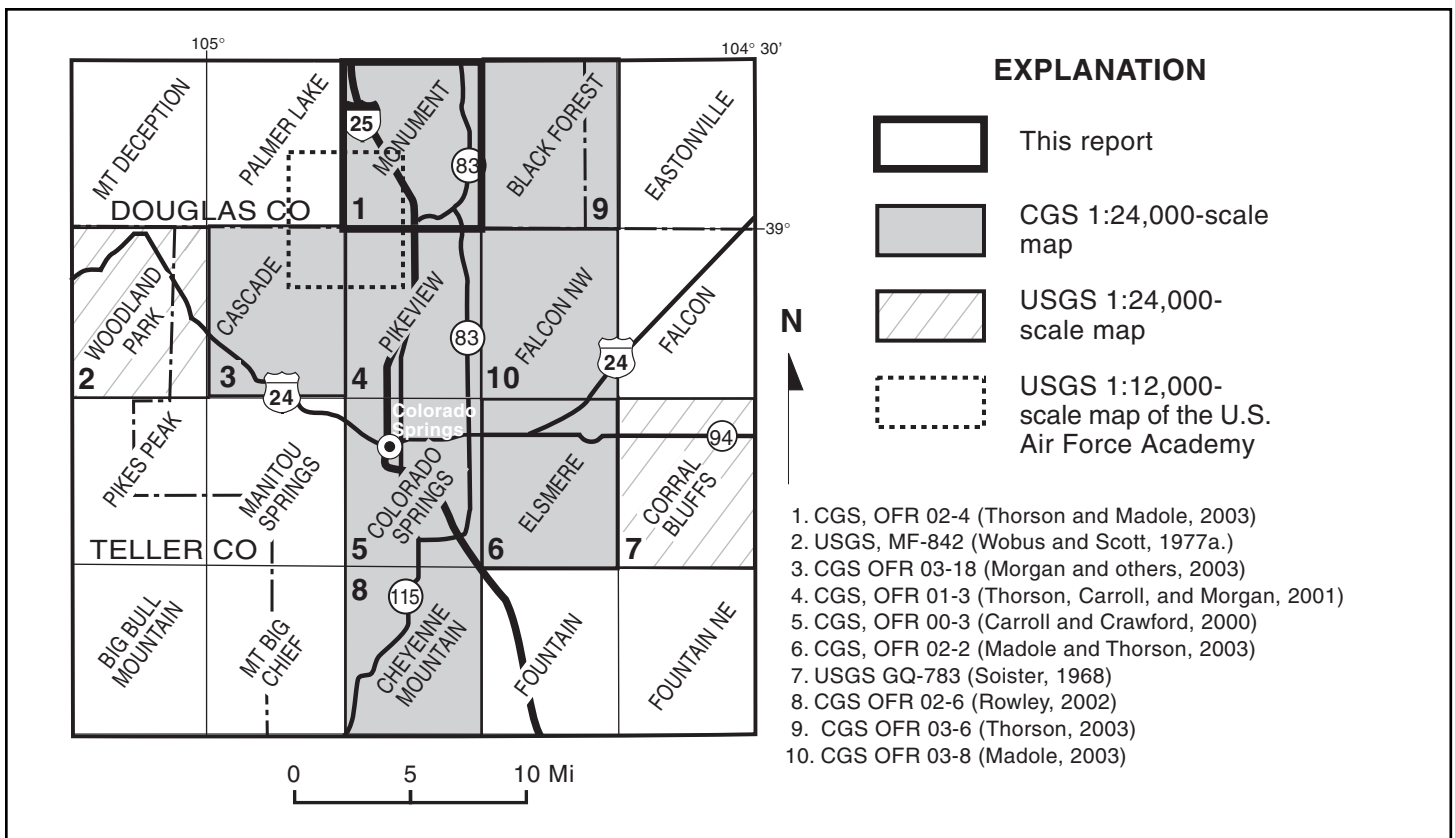 105°
104° 30'
MT DECEPTION
PALMER LAKE
25
MONUMENT
83
BLACK FOREST
EASTONVILLE
DOUGLAS CO
1
9
39°
WOODLAND
PARK
2
CASCADE
3
24
PIKEVIEW
4
83
FALCON NW
10
24
FALCON
Colorado
Springs
94
PIKES PEAK
MANITOU
SPRINGS
COLORADO
SPRINGS
5
ELSMERE
6
CORRAL
BLUFFS
7
TELLER CO
BIG BULL
MOUNTAIN
MT BIG
CHIEF
8
115
CHEYENNE
MOUNTAIN
FOUNTAIN
FOUNTAIN NE
0 5 10 Mi
N
EXPLANATION
This report
CGS 1:24,000-scale
map
USGS 1:24,000-
scale map
USGS 1:12,000-
scale map of the U.S.
Air Force Academy
1. CGS, OFR 02-4 (Thorson and Madole, 2003)
2. USGS, MF-842 (Wobus and Scott, 1977a.)
3. CGS OFR 03-18 (Morgan and others, 2003)
4. CGS, OFR 01-3 (Thorson, Carroll, and Morgan, 2001)
5. CGS, OFR 00-3 (Carroll and Crawford, 2000)
6. CGS, OFR 02-2 (Madole and Thorson, 2003)
7. USGS GQ-783 (Soister, 1968)
8. CGS OFR 02-6 (Rowley, 2002)
9. CGS OFR 03-6 (Thorson, 2003)
10. CGS OFR 03-8 (Madole, 2003)